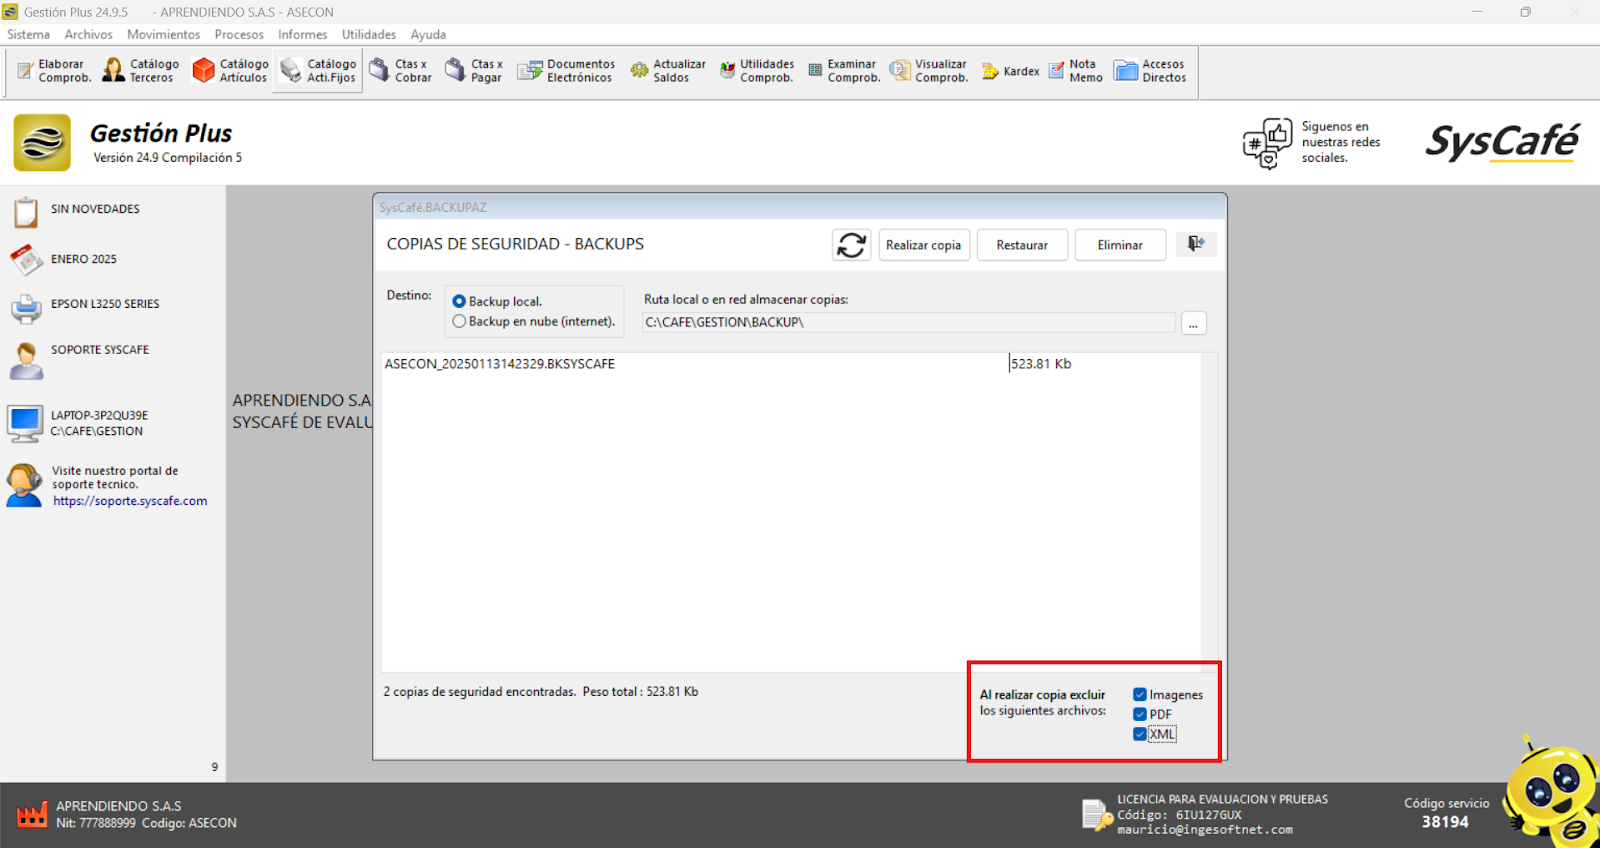 Gestión Plus 24.9.5 - APRENDIENDO S.A.S - ASECON
Sistema Archivos Movimientos Procesos Informes Utilidades Ayuda
Elaborar Comprob.
Catálogo Terceros
Catálogo Artículos
Catálogo Acti.Fijos
Ctas x Cobrar
Ctas x Pagar
Documentos Electrónicos
Actualizar Saldos
Utilidades Comprob.
Examinar Comprob.
Visualizar Comprob.
Kardex
Nota Memo
Accesos Directos
Gestión Plus
Versión 24.9 Compilación 5
#
Siguenos en
nuestras redes
sociales.
SysCafé
SIN NOVEDADES
ENERO 2025
EPSON L3250 SERIES
SOPORTE SYSCAFE
LAPTOP-3P2QU39E
C:\CAFE\GESTION
Visite nuestro portal de
soporte tecnico.
https://soporte.syscafe.com
9
APRENDIENDO S.A
SYSCAFÉ DE EVALU
SysCafé.BACKUPAZ
COPIAS DE SEGURIDAD - BACKUPS
Realizar copia Restaurar Eliminar
Destino:
Backup local.
Backup en nube (internet).
Ruta local o en red almacenar copias:
C:\CAFE\GESTION\BACKUP\
...
ASECON_20250113142329.BKSYSCAFE 523.81 Kb
2 copias de seguridad encontradas. Peso total : 523.81 Kb
Al realizar copia excluir
los siguientes archivos:
Imagenes
PDF
XML
APRENDIENDO S.A.S
Nit: 777888999 Codigo: ASECON
LICENCIA PARA EVALUACION Y PRUEBAS
Código: 6IU127GUX
mauricio@ingesoftnet.com
Código servicio
38194